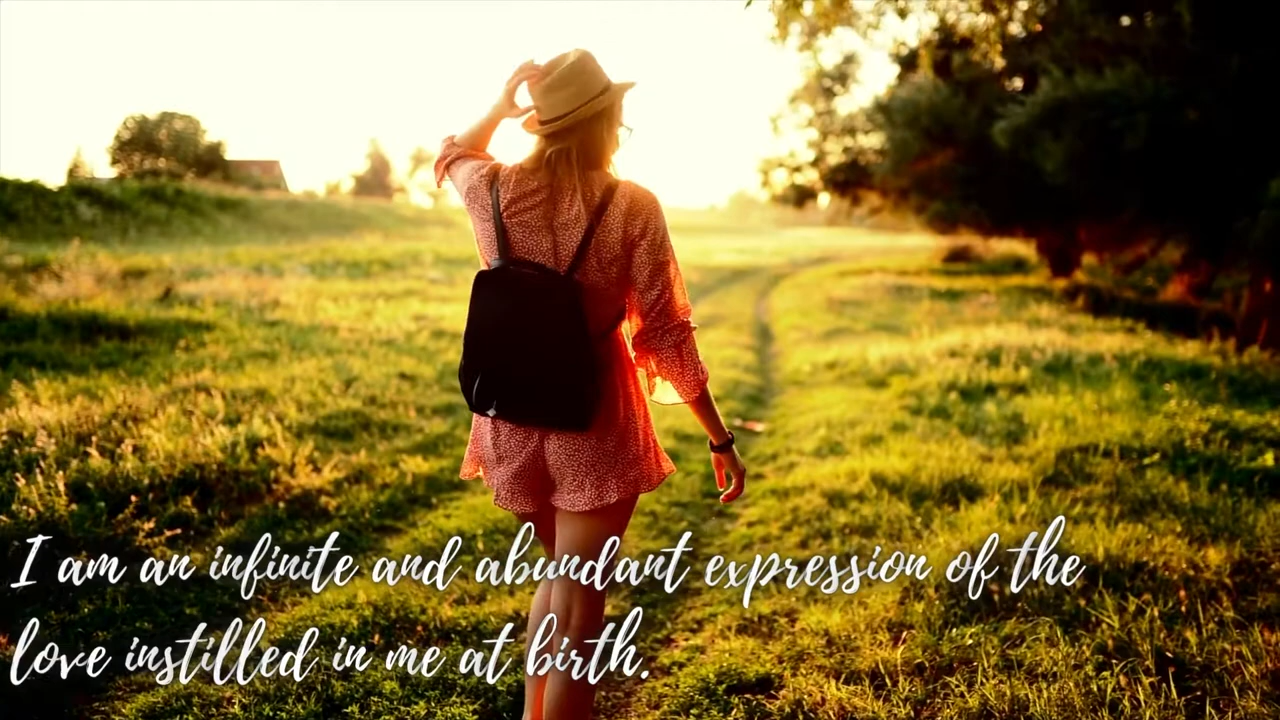 I am an infinite and abundant expression of the
love instilled in me at birth.